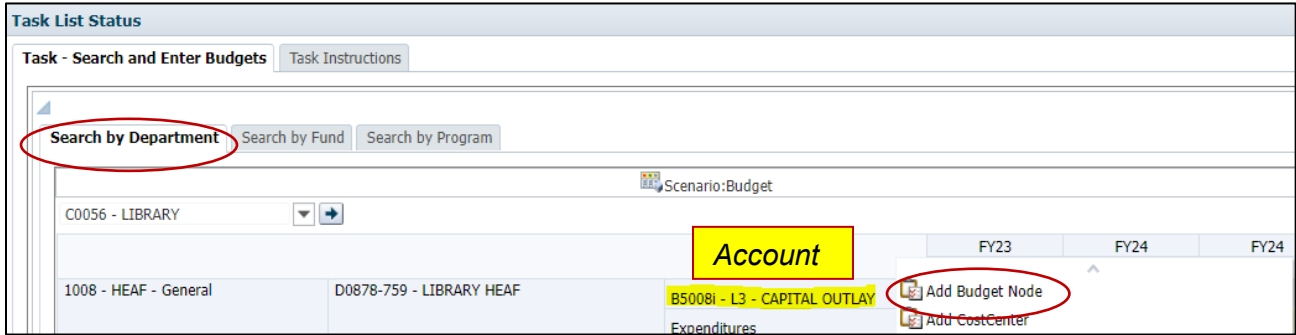 Task List Status
Task - Search and Enter Budgets Task Instructions
Search by Department Search by Fund Search by Program
Scenario:Budget
C0056 - LIBRARY
Account
FY23 FY24 FY24
1008 - HEAF - General D0878-759 - LIBRARY HEAF B5008i - L3 - CAPITAL OUTLAY Add Budget Node
Expenditures Add CostCenter